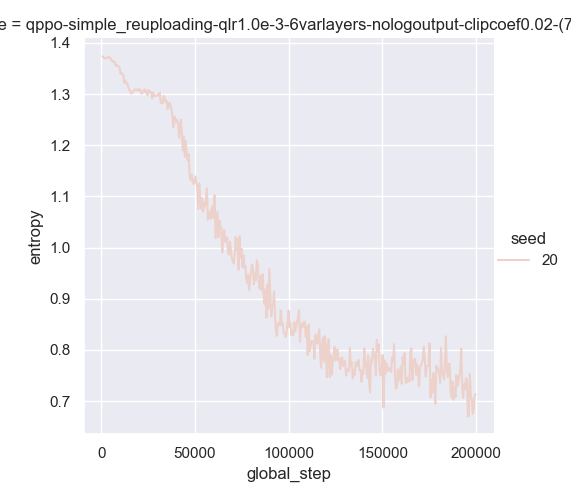 e = qppo-simple_reuploading-qlr1.0e-3-6varlayers-nologoutput-clipcoef0.02-(7
1.4
1.3
1.2
1.1
1.0
0.9
0.8
0.7
entropy
0 50000 100000 150000 200000
global_step
seed
20